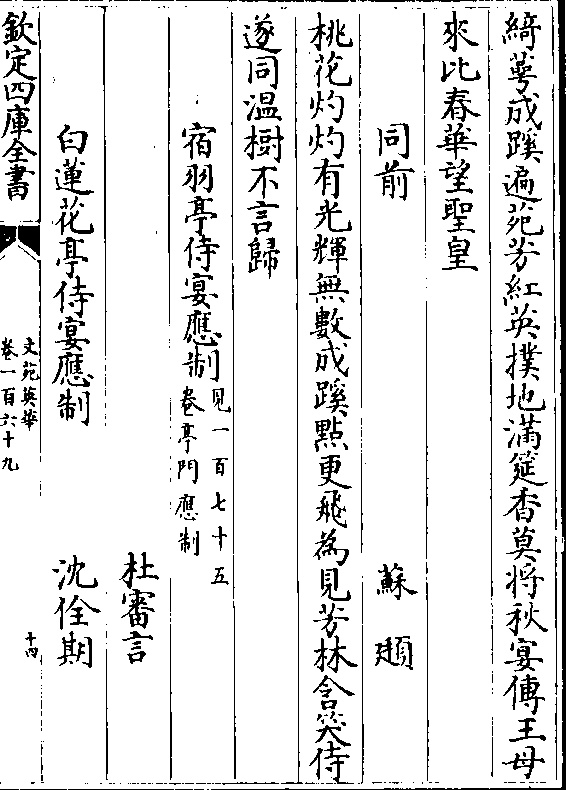 綺蕚成蹊遍苑芳紅英撲地滿筵香莫将秋宴傳王母
來比春華望聖皇
同前 蘇頲
桃花灼灼有光輝無數成蹊點更飛為見芳林含笑侍
遂同溫樹不言歸
宿羽亭侍宴應制見一百七十五卷亭門應制
杜審言
白蓮花亭侍宴應制 沈佺期
欽定四庫全書
文苑英華
卷一百六十九
十四